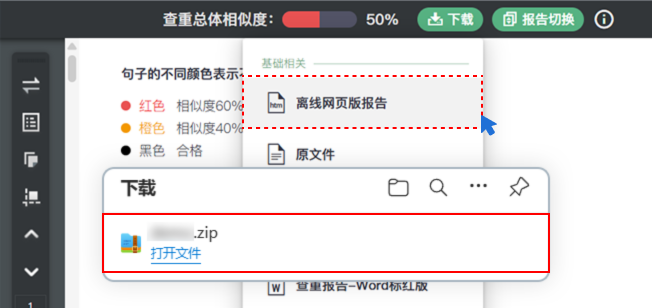 查重总体相似度： 50% 下载 报告切换
句子的不同颜色表示
红色 相似度60%
橙色 相似度40%
黑色 合格
基础相关
htm 离线网页版报告
原文件
下载
.zip
打开文件
W 查重报告-Word标红版
1